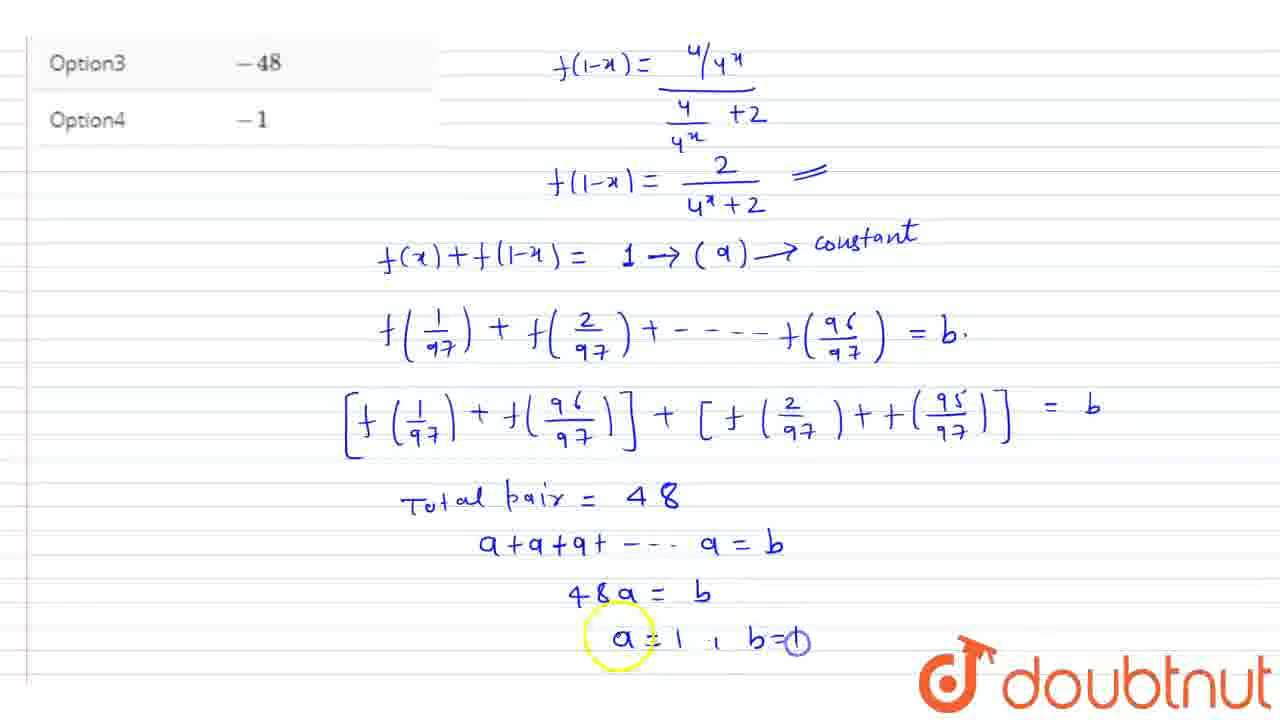 Option3 -48
Option4 -1
f(1-x) = (4/4^x) / (4/4^x + 2)
f(1-x) = 2/(4^x + 2) =
f(x) + f(1-x) = 1 → (a) → constant
f(1/97) + f(2/97) + ---- f(96/97) = b.
[f(1/97) + f(96/97)] + [f(2/97) + f(95/97)] = b
Total pair = 48
a + a + a + --- a = b
48a = b
a = 1 , b = 1
doubtnut